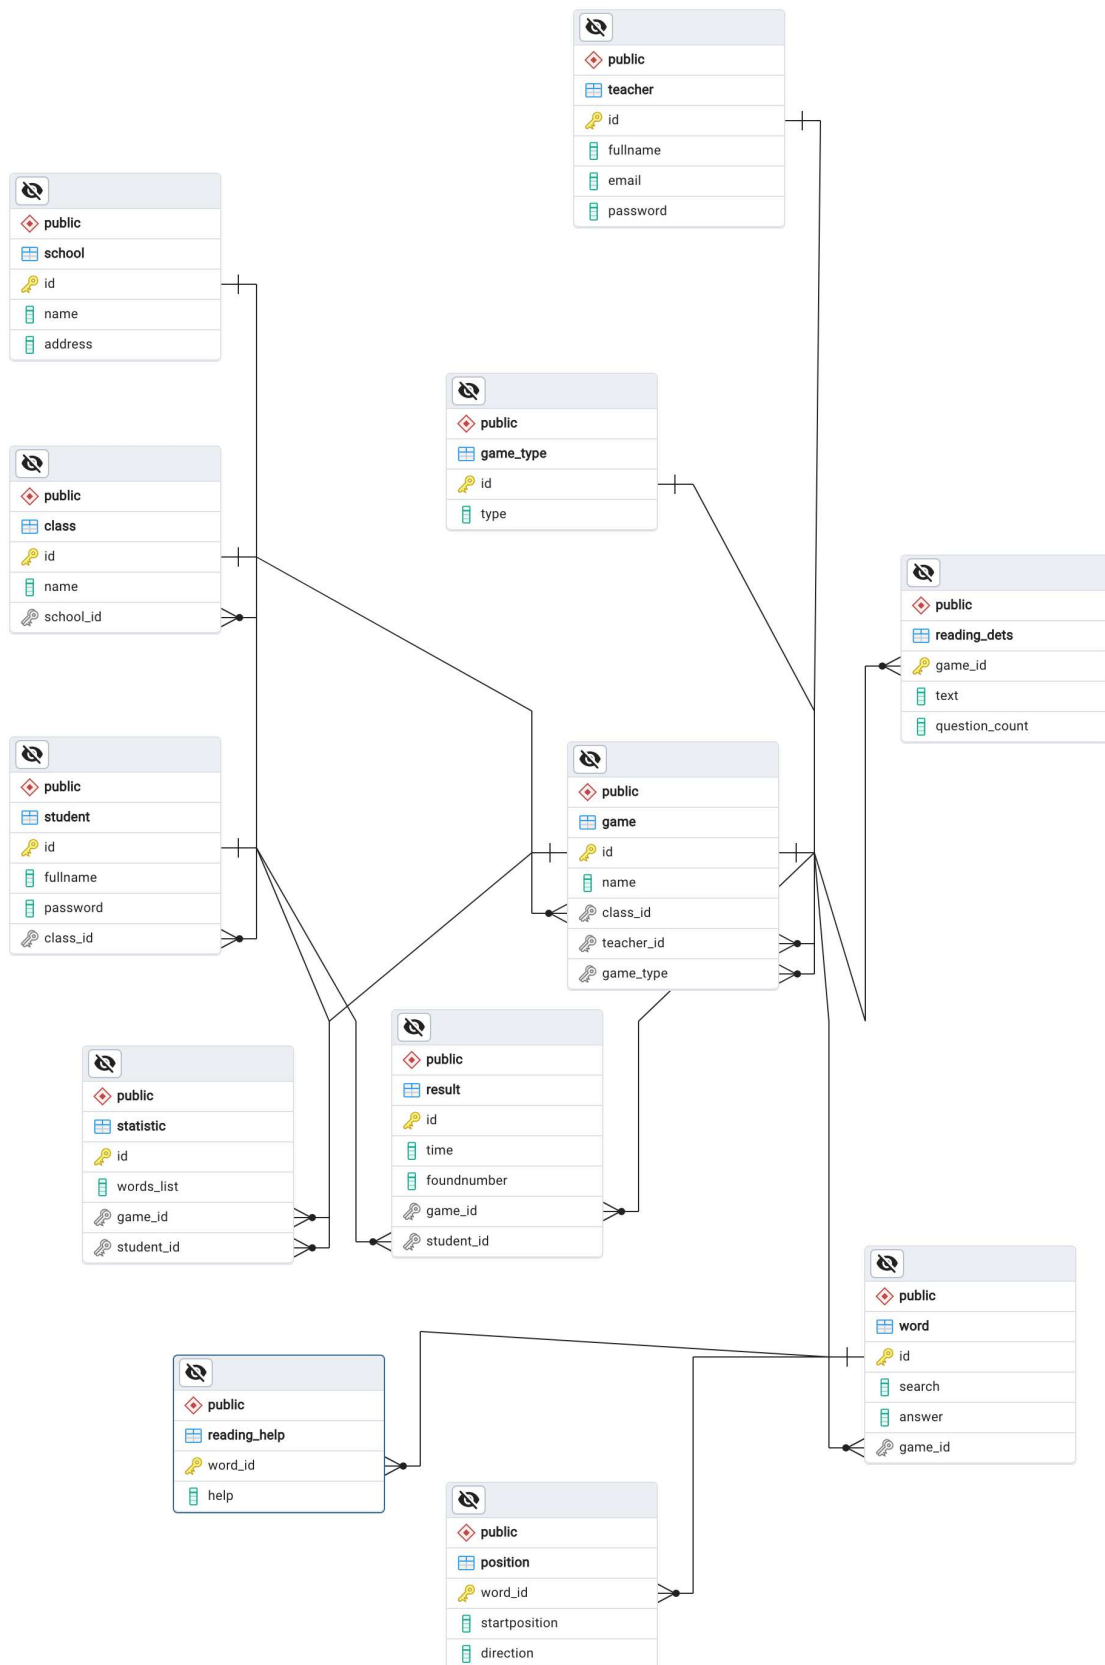 public
teacher
id
fullname
email
password
public
school
id
name
address
public
game_type
id
type
public
class
id
name
school_id
public
reading_dets
game_id
text
question_count
public
student
id
fullname
password
class_id
public
game
id
name
class_id
teacher_id
game_type
public
statistic
id
words_list
game_id
student_id
public
result
id
time
foundnumber
game_id
student_id
public
word
id
search
answer
game_id
public
reading_help
word_id
help
public
position
word_id
startposition
direction